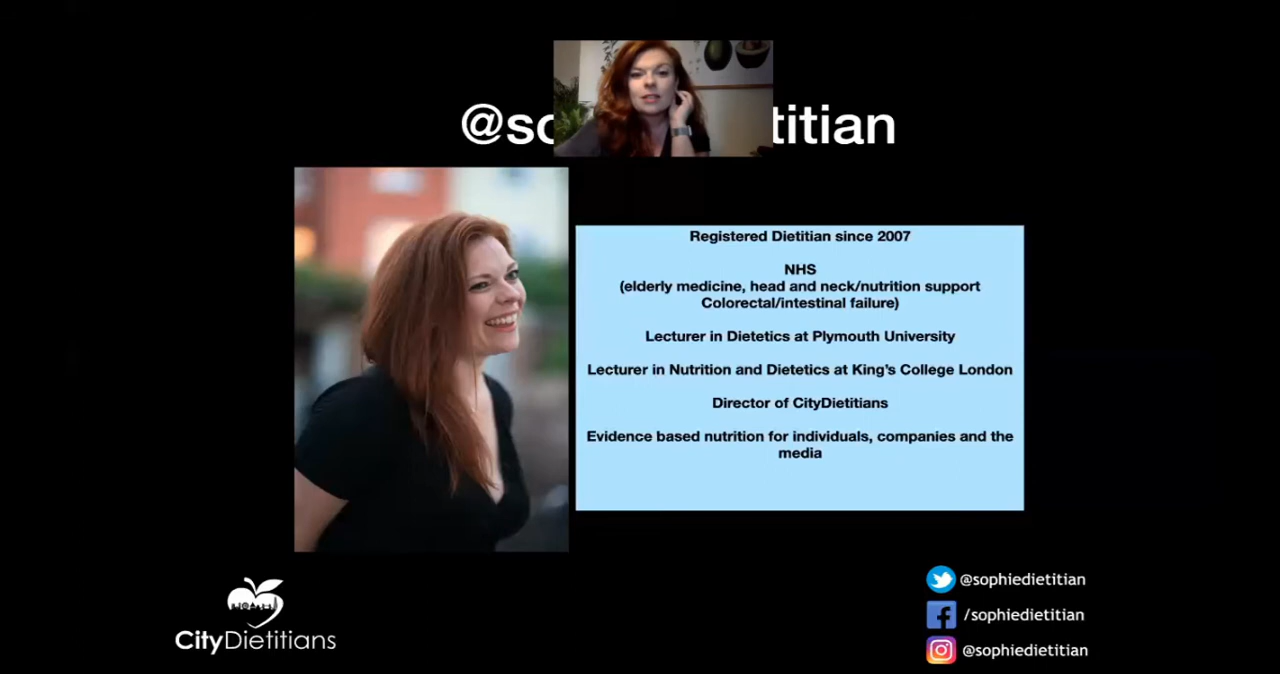 @so titian
Registered Dietitian since 2007
NHS
(elderly medicine, head and neck/nutrition support
Colorectal/intestinal failure)
Lecturer in Dietetics at Plymouth University
Lecturer in Nutrition and Dietetics at King's College London
Director of CityDietitians
Evidence based nutrition for individuals, companies and the
media
CityDietitians
@sophiedietitian
/sophiedietitian
@sophiedietitian